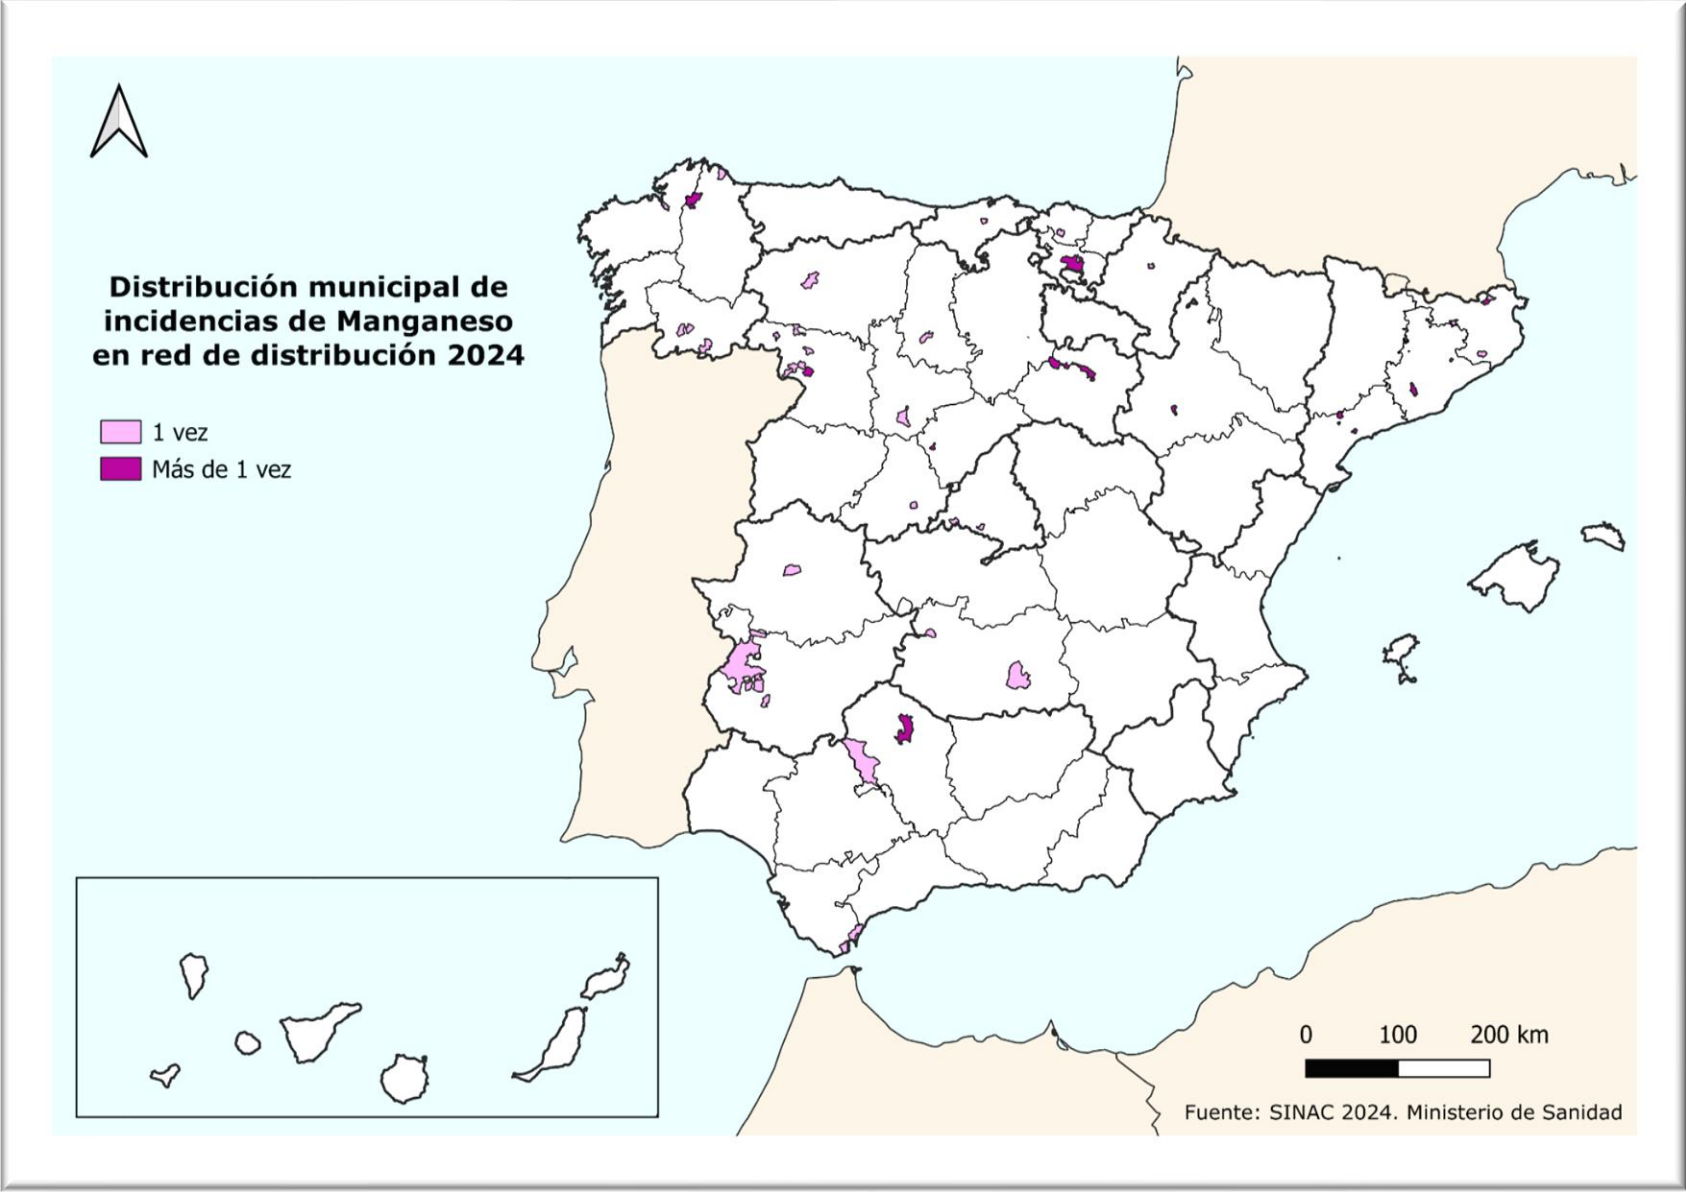 Distribución municipal de
incidencias de Manganeso
en red de distribución 2024
1 vez
Más de 1 vez
0 100 200 km
Fuente: SINAC 2024. Ministerio de Sanidad